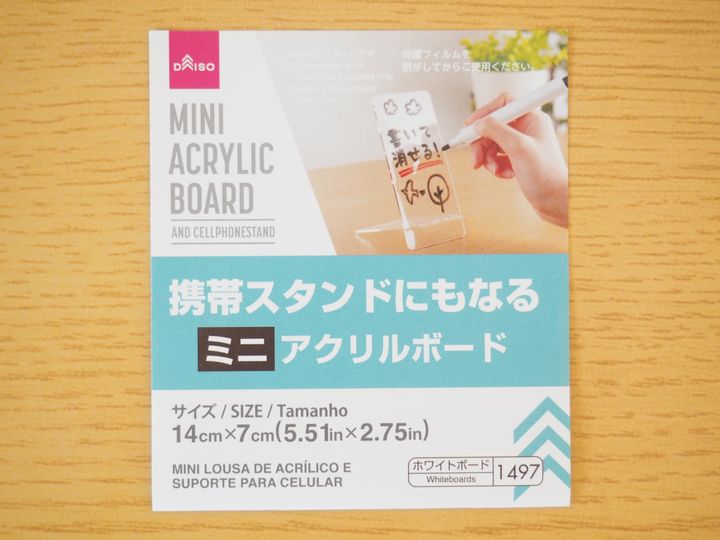 DAISO
MINI
ACRYLIC
BOARD
AND CELLPHONESTAND
保護フィルムを
剥がしてからご使用ください。
書いて
消せる!
携帯スタンドにもなる
ミニ アクリルボード
サイズ / SIZE / Tamanho
14cm×7cm(5.51in×2.75in)
MINI LOUSA DE ACRÍLICO E
SUPORTE PARA CELULAR
ホワイトボード
Whiteboards
1497